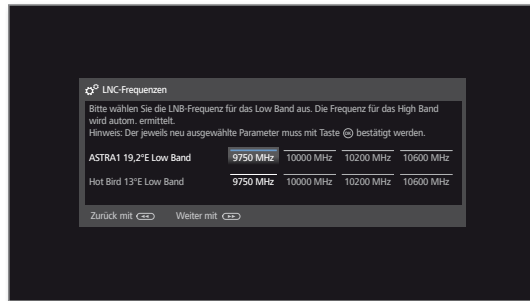 LNC-Frequenzen
Bitte wählen Sie die LNB-Frequenz für das Low Band aus. Die Frequenz für das High Band
wird autom. ermittelt.
Hinweis: Der jeweils neu ausgewählte Parameter muss mit Taste OK bestätigt werden.
ASTRA1 19,2°E Low Band 9750 MHz 10000 MHz 10200 MHz 10600 MHz
Hot Bird 13°E Low Band 9750 MHz 10000 MHz 10200 MHz 10600 MHz
Zurück mit Weiter mit